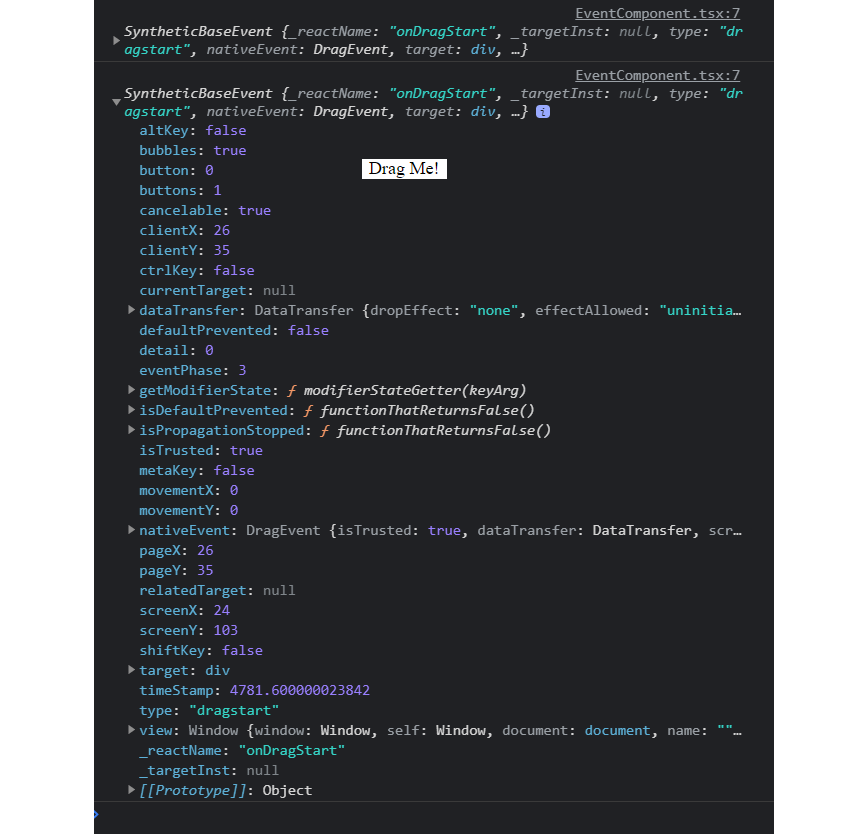 EventComponent.tsx:7
SyntheticBaseEvent {_reactName: "onDragStart", _targetInst: null, type: "dr
agstart", nativeEvent: DragEvent, target: div, …}
EventComponent.tsx:7
SyntheticBaseEvent {_reactName: "onDragStart", _targetInst: null, type: "dr
agstart", nativeEvent: DragEvent, target: div, …} i
altKey: false
bubbles: true
button: 0
Drag Me!
buttons: 1
cancelable: true
clientX: 26
clientY: 35
ctrlKey: false
currentTarget: null
dataTransfer: DataTransfer {dropEffect: "none", effectAllowed: "uninitia…
defaultPrevented: false
detail: 0
eventPhase: 3
getModifierState: ƒ modifierStateGetter(keyArg)
isDefaultPrevented: ƒ functionThatReturnsFalse()
isPropagationStopped: ƒ functionThatReturnsFalse()
isTrusted: true
metaKey: false
movementX: 0
movementY: 0
nativeEvent: DragEvent {isTrusted: true, dataTransfer: DataTransfer, scr…
pageX: 26
pageY: 35
relatedTarget: null
screenX: 24
screenY: 103
shiftKey: false
target: div
timeStamp: 4781.600000023842
type: "dragstart"
view: Window {window: Window, self: Window, document: document, name: ""…
_reactName: "onDragStart"
_targetInst: null
[[Prototype]]: Object